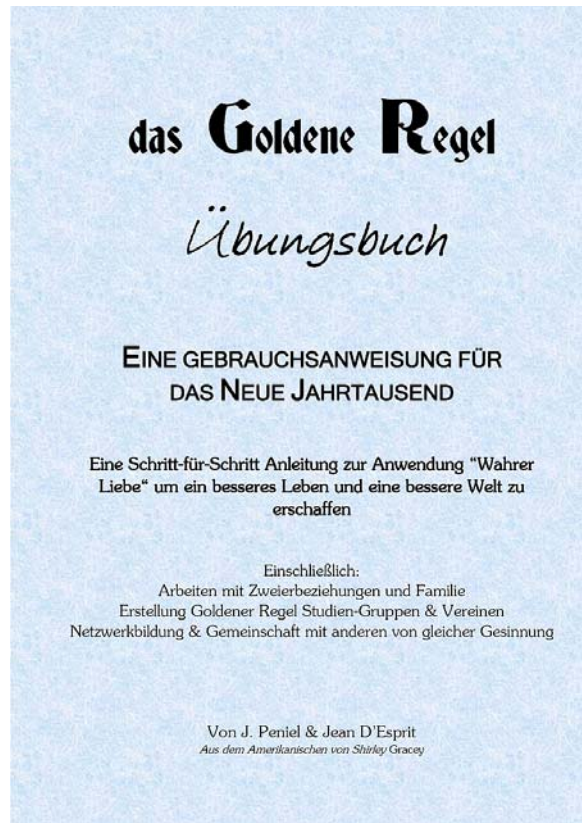 das Goldene Regel
Übungsbuch
EINE GEBRAUCHSANWEISUNG FÜR
DAS NEUE JAHRTAUSEND
Eine Schritt-für-Schritt Anleitung zur Anwendung "Wahrer
Liebe“ um ein besseres Leben und eine bessere Welt zu
erschaffen
Einschließlich:
Arbeiten mit Zweierbeziehungen und Familie
Erstellung Goldener Regel Studien-Gruppen & Vereinen
Netzwerkbildung & Gemeinschaft mit anderen von gleicher Gesinnung
Von J. Peniel & Jean D'Esprit
Aus dem Amerikanischen von Shirley Gracey